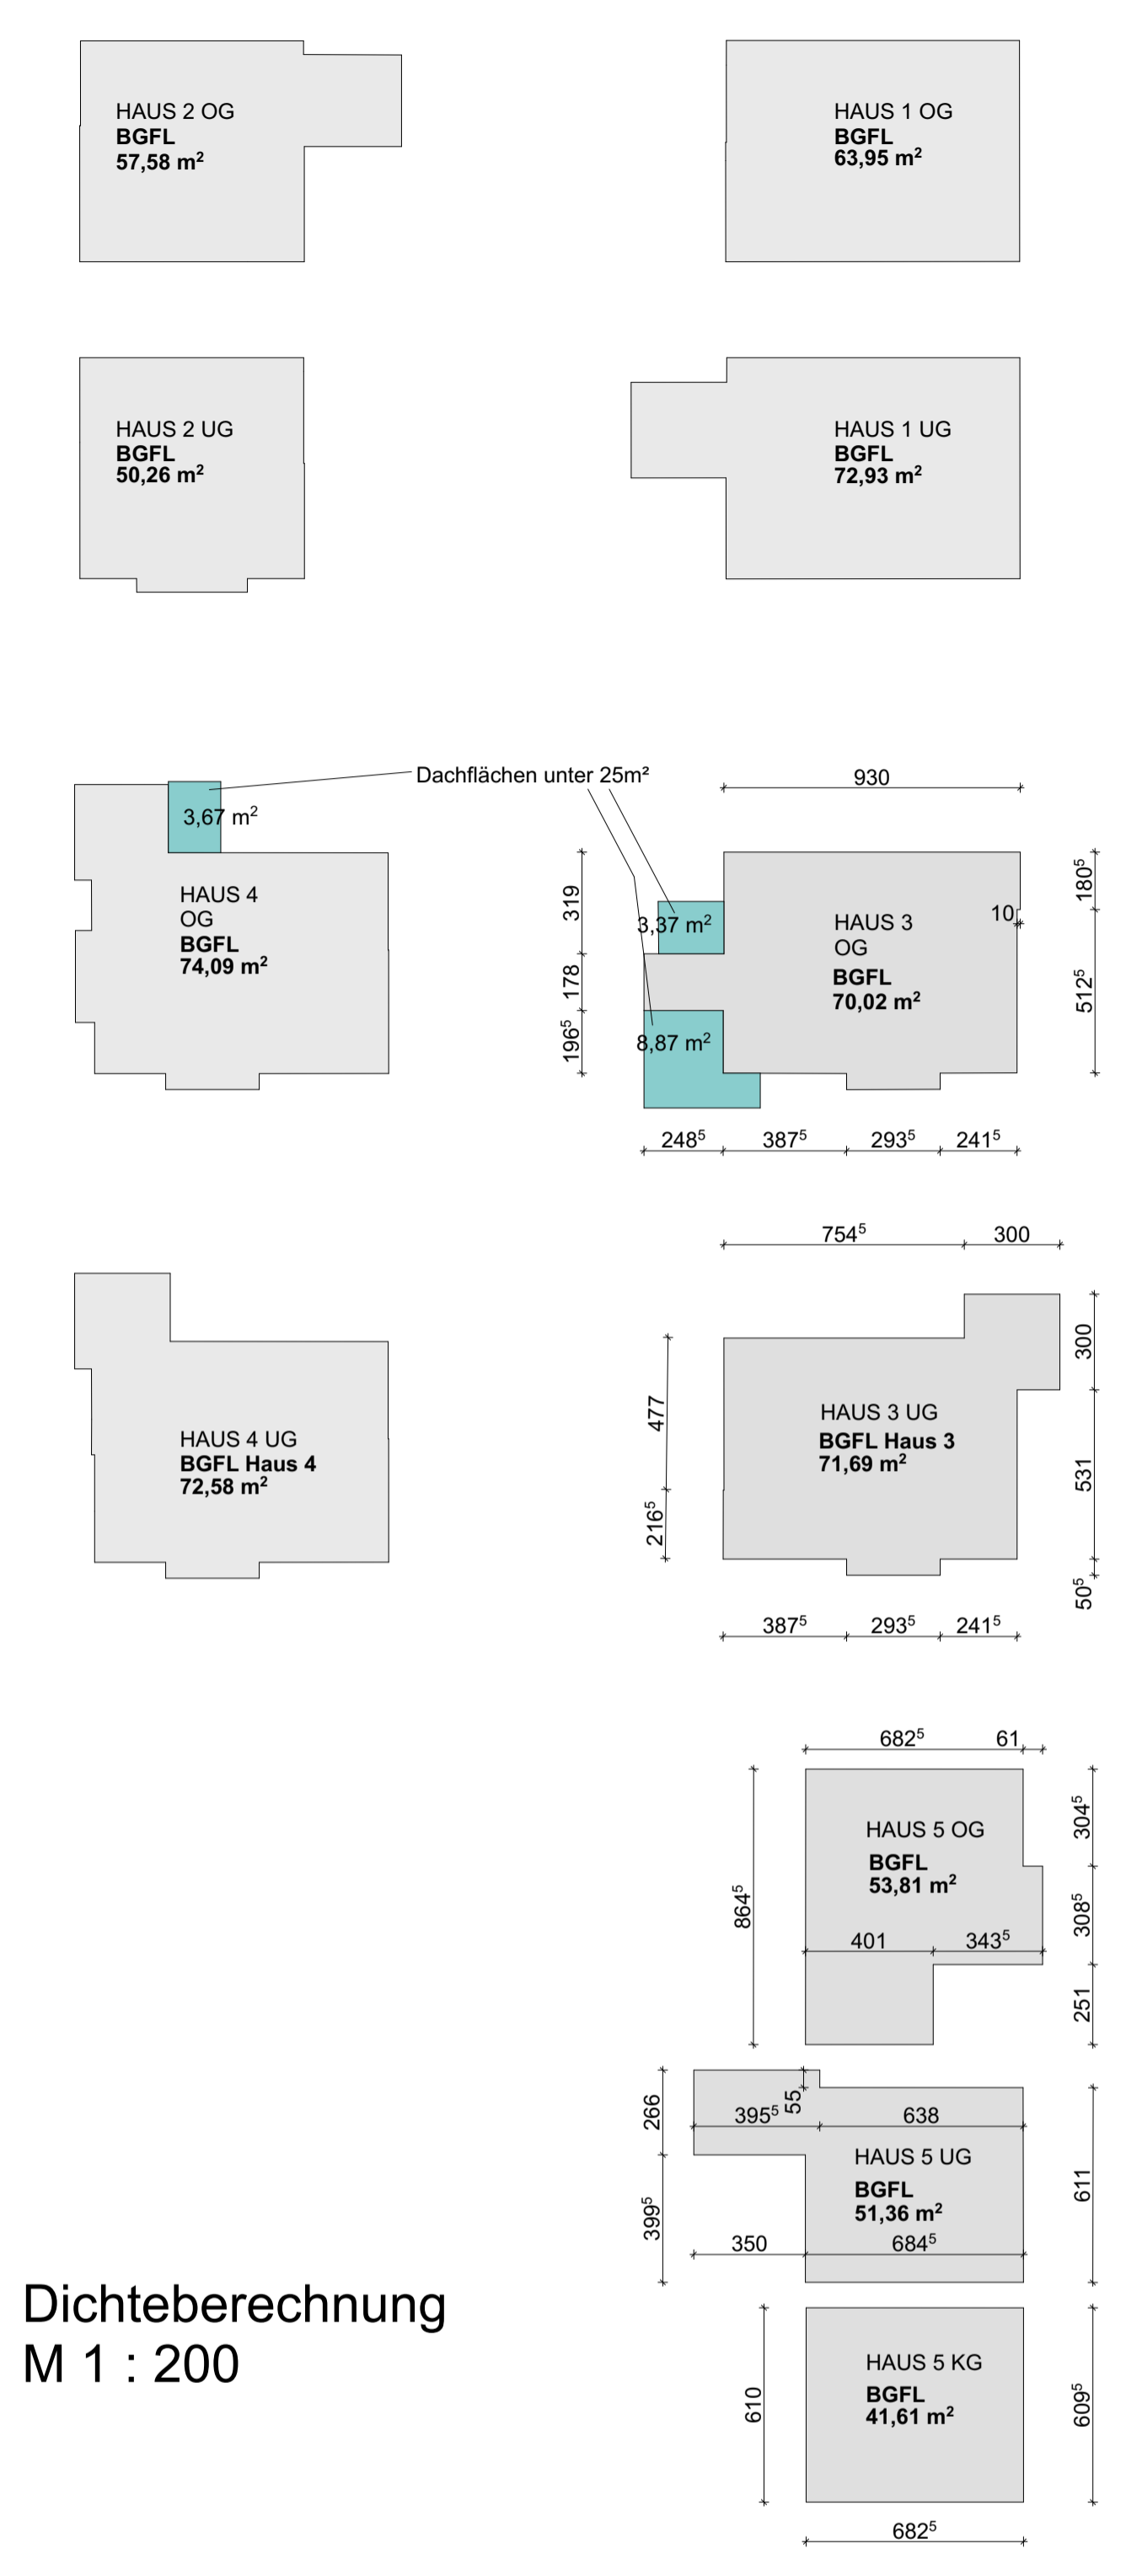 HAUS 2 OG
BGFL
57,58 m²
HAUS 1 OG
BGFL
63,95 m²
HAUS 2 UG
BGFL
50,26 m²
HAUS 1 UG
BGFL
72,93 m²
Dachflächen unter 25m²
930
3,67 m²
HAUS 4
OG
BGFL
74,09 m²
319
178
196⁵
3,37 m²
8,87 m²
HAUS 3
OG
BGFL
70,02 m²
10
180⁵
512⁵
248⁵
387⁵
293⁵
241⁵
754⁵
300
HAUS 4 UG
BGFL Haus 4
72,58 m²
477
216⁵
HAUS 3 UG
BGFL Haus 3
71,69 m²
300
531
50⁵
387⁵
293⁵
241⁵
682⁵
61
864⁵
HAUS 5 OG
BGFL
53,81 m²
401
343⁵
304⁵
308⁵
251
266
399⁵
55
395⁵
638
HAUS 5 UG
BGFL
51,36 m²
350
684⁵
611
Dichteberechnung
M 1 : 200
610
HAUS 5 KG
BGFL
41,61 m²
609⁵
682⁵